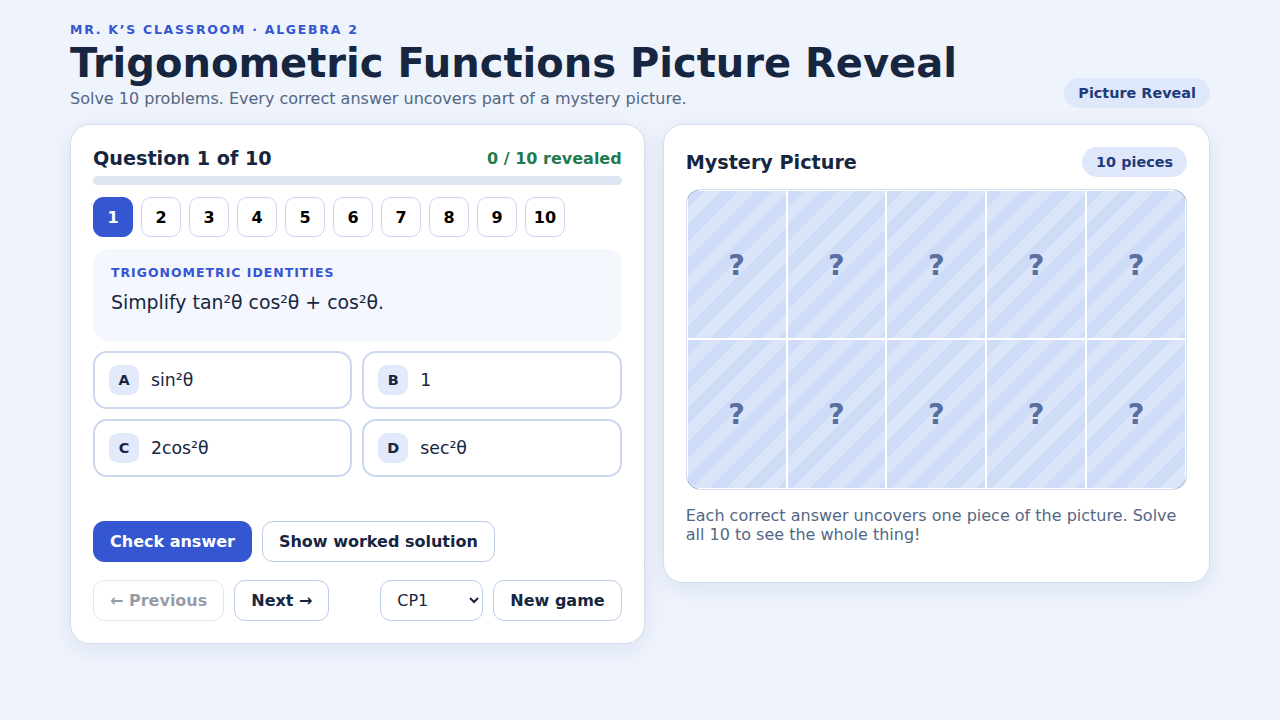 MR. K’S CLASSROOM · ALGEBRA 2
Trigonometric Functions Picture Reveal
Solve 10 problems. Every correct answer uncovers part of a mystery picture.
Picture Reveal
Question 1 of 10
0 / 10 revealed
1 2 3 4 5 6 7 8 9 10
TRIGONOMETRIC IDENTITIES
Simplify tan²θ cos²θ + cos²θ.
A sin²θ
B 1
C 2cos²θ
D sec²θ
Check answer
Show worked solution
← Previous
Next →
CP1
New game
Mystery Picture
10 pieces
? ? ? ? ?
? ? ? ? ?
Each correct answer uncovers one piece of the picture. Solve
all 10 to see the whole thing!